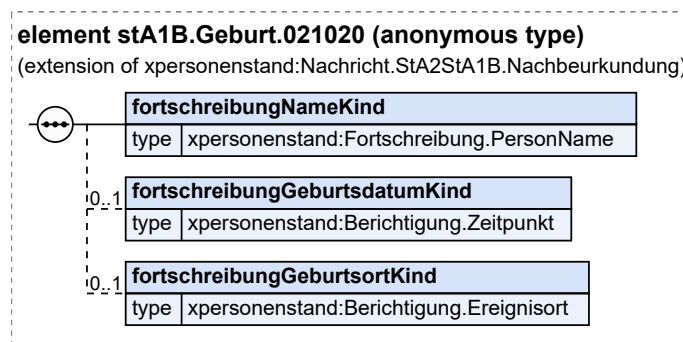 element stA1B.Geburt.021020 (anonymous type)
(extension of xpersonenstand:Nachricht.StA2StA1B.Nachbeurkundung)
fortschreibungNameKind
type xpersonenstand:Fortschreibung.PersonName
0..1
fortschreibungGeburtsdatumKind
type xpersonenstand:Berichtigung.Zeitpunkt
0..1
fortschreibungGeburtsortKind
type xpersonenstand:Berichtigung.Ereignisort